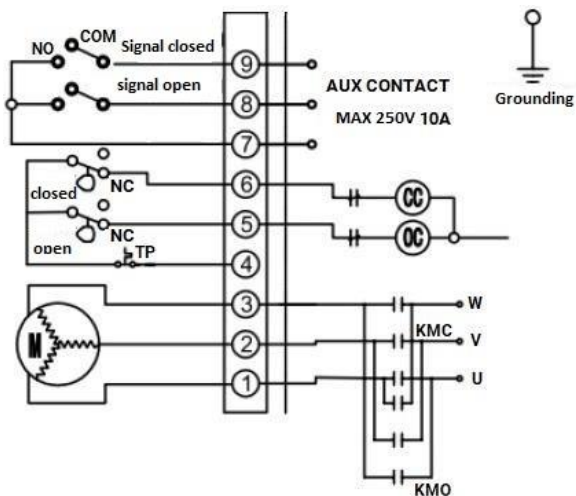 NO COM Signal closed
signal open
9
8
7
6
5
4
3
2
1
AUX CONTACT
MAX 250V 10A
Grounding
closed NC
open NC
TP
CC
OC
M
W
KMC V
U
KMO